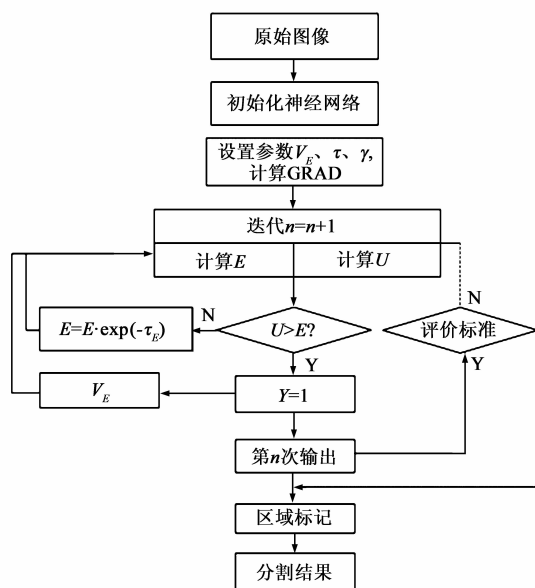 原始图像
初始化神经网络
设置参数V_E、τ、γ,
计算GRAD
迭代n=n+1
计算E
计算U
N
E=E·exp(-τ_E)
N
U>E?
评价标准
Y
Y
V_E
Y=1
第n次输出
区域标记
分割结果